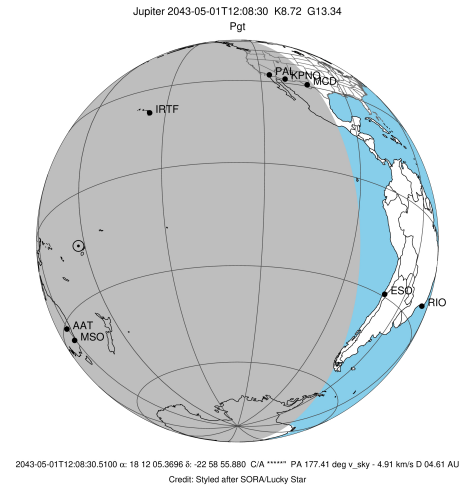 Jupiter 2043-05-01T12:08:30 K8.72 G13.34
Pgt
PAL
KPNO
MCD
IRTF
ESO
RIO
AAT
MSO
2043-05-01T12:08:30.5100 α: 18 12 05.3696 δ: -22 58 55.880 C/A *****" PA 177.41 deg v_sky - 4.91 km/s D 04.61 AU
Credit: Styled after SORA/Lucky Star